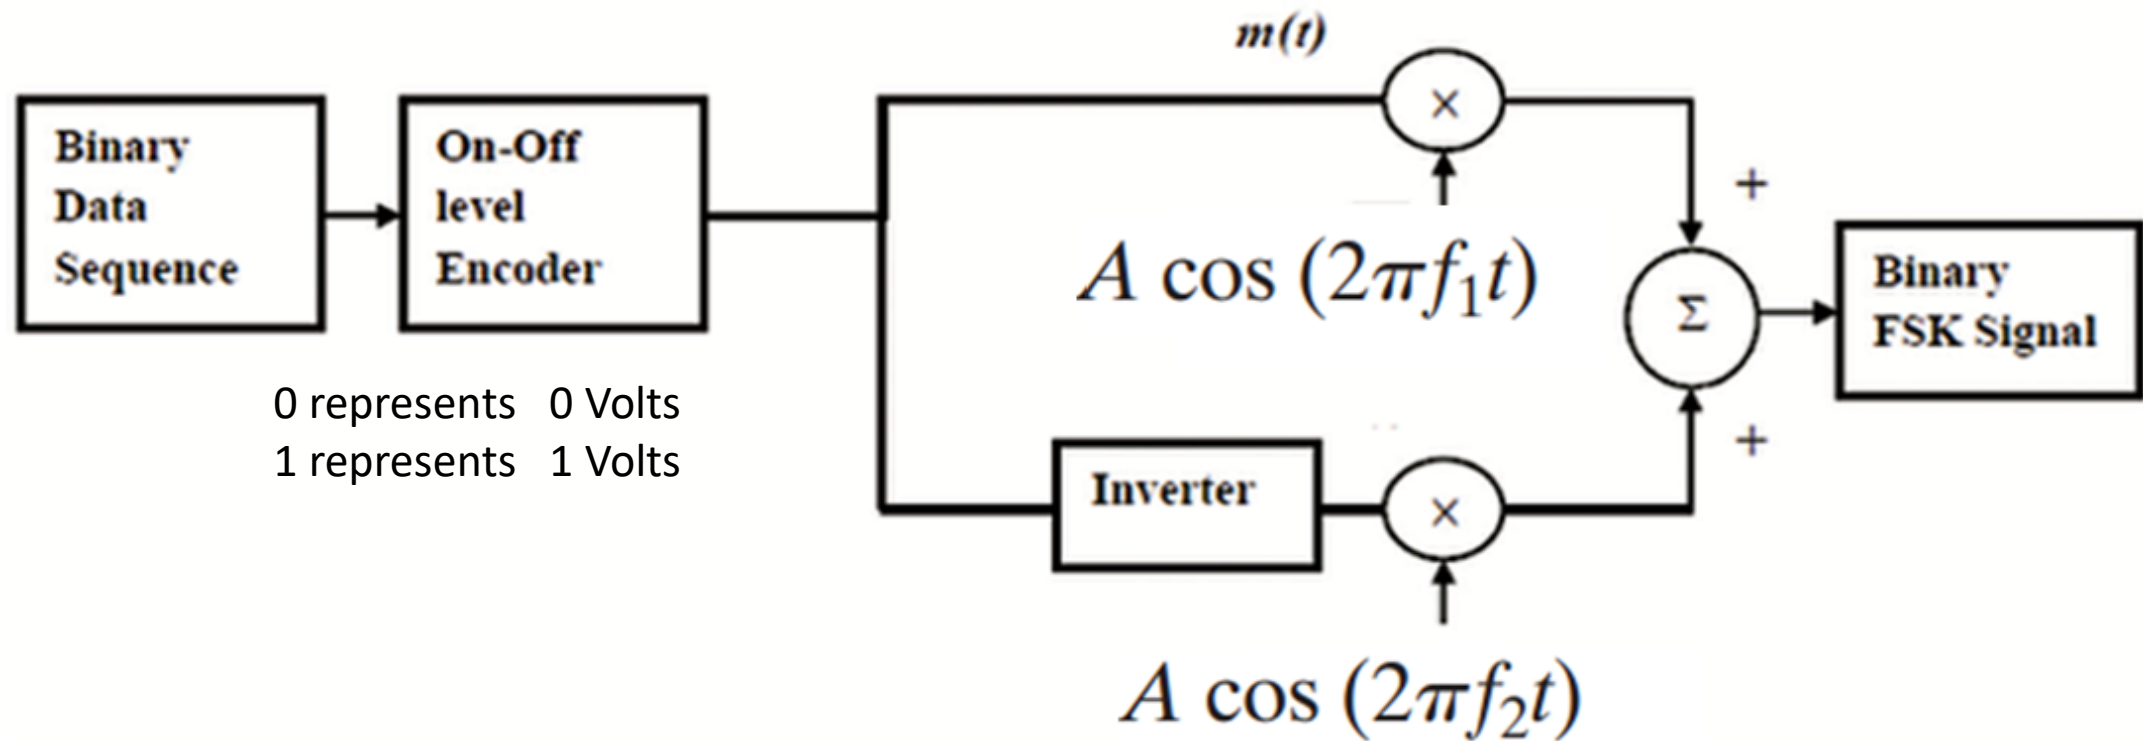 m(t)
Binary
Data
Sequence
On-Off
level
Encoder
×
+
A cos (2πf₁t)
Σ
Binary
FSK Signal
0 represents 0 Volts
1 represents 1 Volts
Inverter
×
+
A cos (2πf₂t)